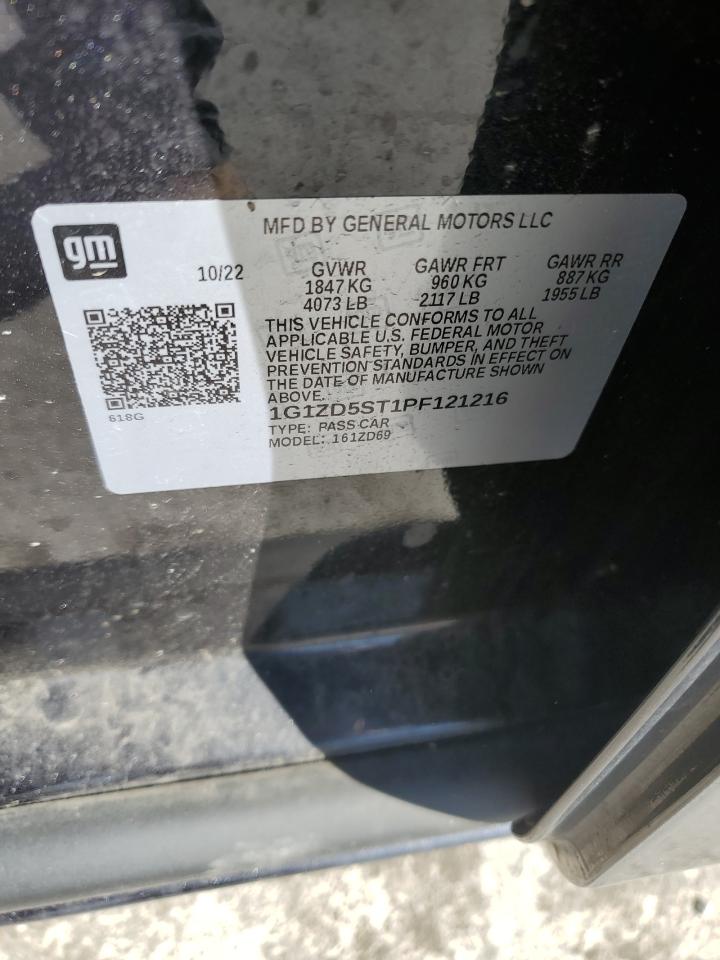 gm
MFD BY GENERAL MOTORS LLC
10/22
GVWR
1847 KG
4073 LB
GAWR FRT
960 KG
2117 LB
GAWR RR
887 KG
1955 LB
THIS VEHICLE CONFORMS TO ALL
APPLICABLE U.S. FEDERAL MOTOR
VEHICLE SAFETY, BUMPER, AND THEFT
PREVENTION STANDARDS IN EFFECT ON
THE DATE OF MANUFACTURE SHOWN
ABOVE.
1G1ZD5ST1PF121216
TYPE: PASS CAR
MODEL: 161ZD69
618G